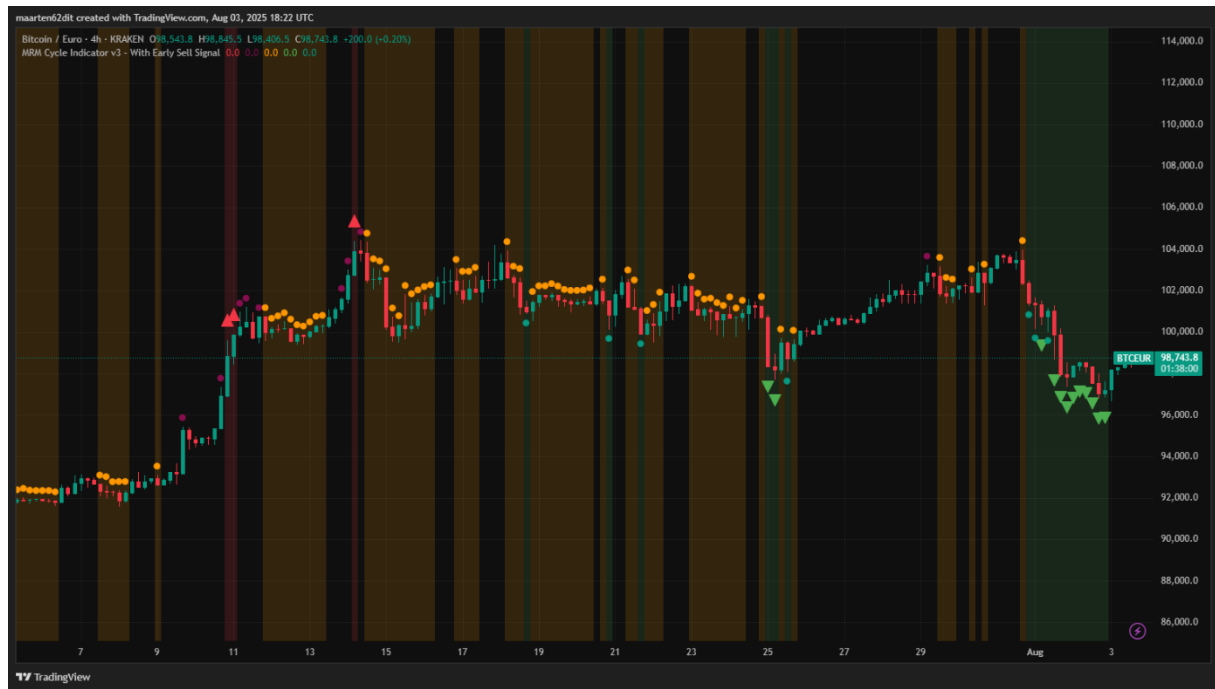 maarten62dit created with TradingView.com, Aug 03, 2025 18:22 UTC
Bitcoin / Euro · 4h · KRAKEN O98,543.8 H98,845.5 L98,406.5 C98,743.8 +200.0 (+0.20%)
MRM Cycle Indicator v3 - With Early Sell Signal 0.0 0.0 0.0 0.0 0.0
114,000.0
112,000.0
110,000.0
108,000.0
106,000.0
104,000.0
102,000.0
100,000.0
BTCEUR 98,743.8
01:38:00
96,000.0
94,000.0
92,000.0
90,000.0
88,000.0
86,000.0
7 9 11 13 15 17 19 21 23 25 27 29 Aug 3
TradingView